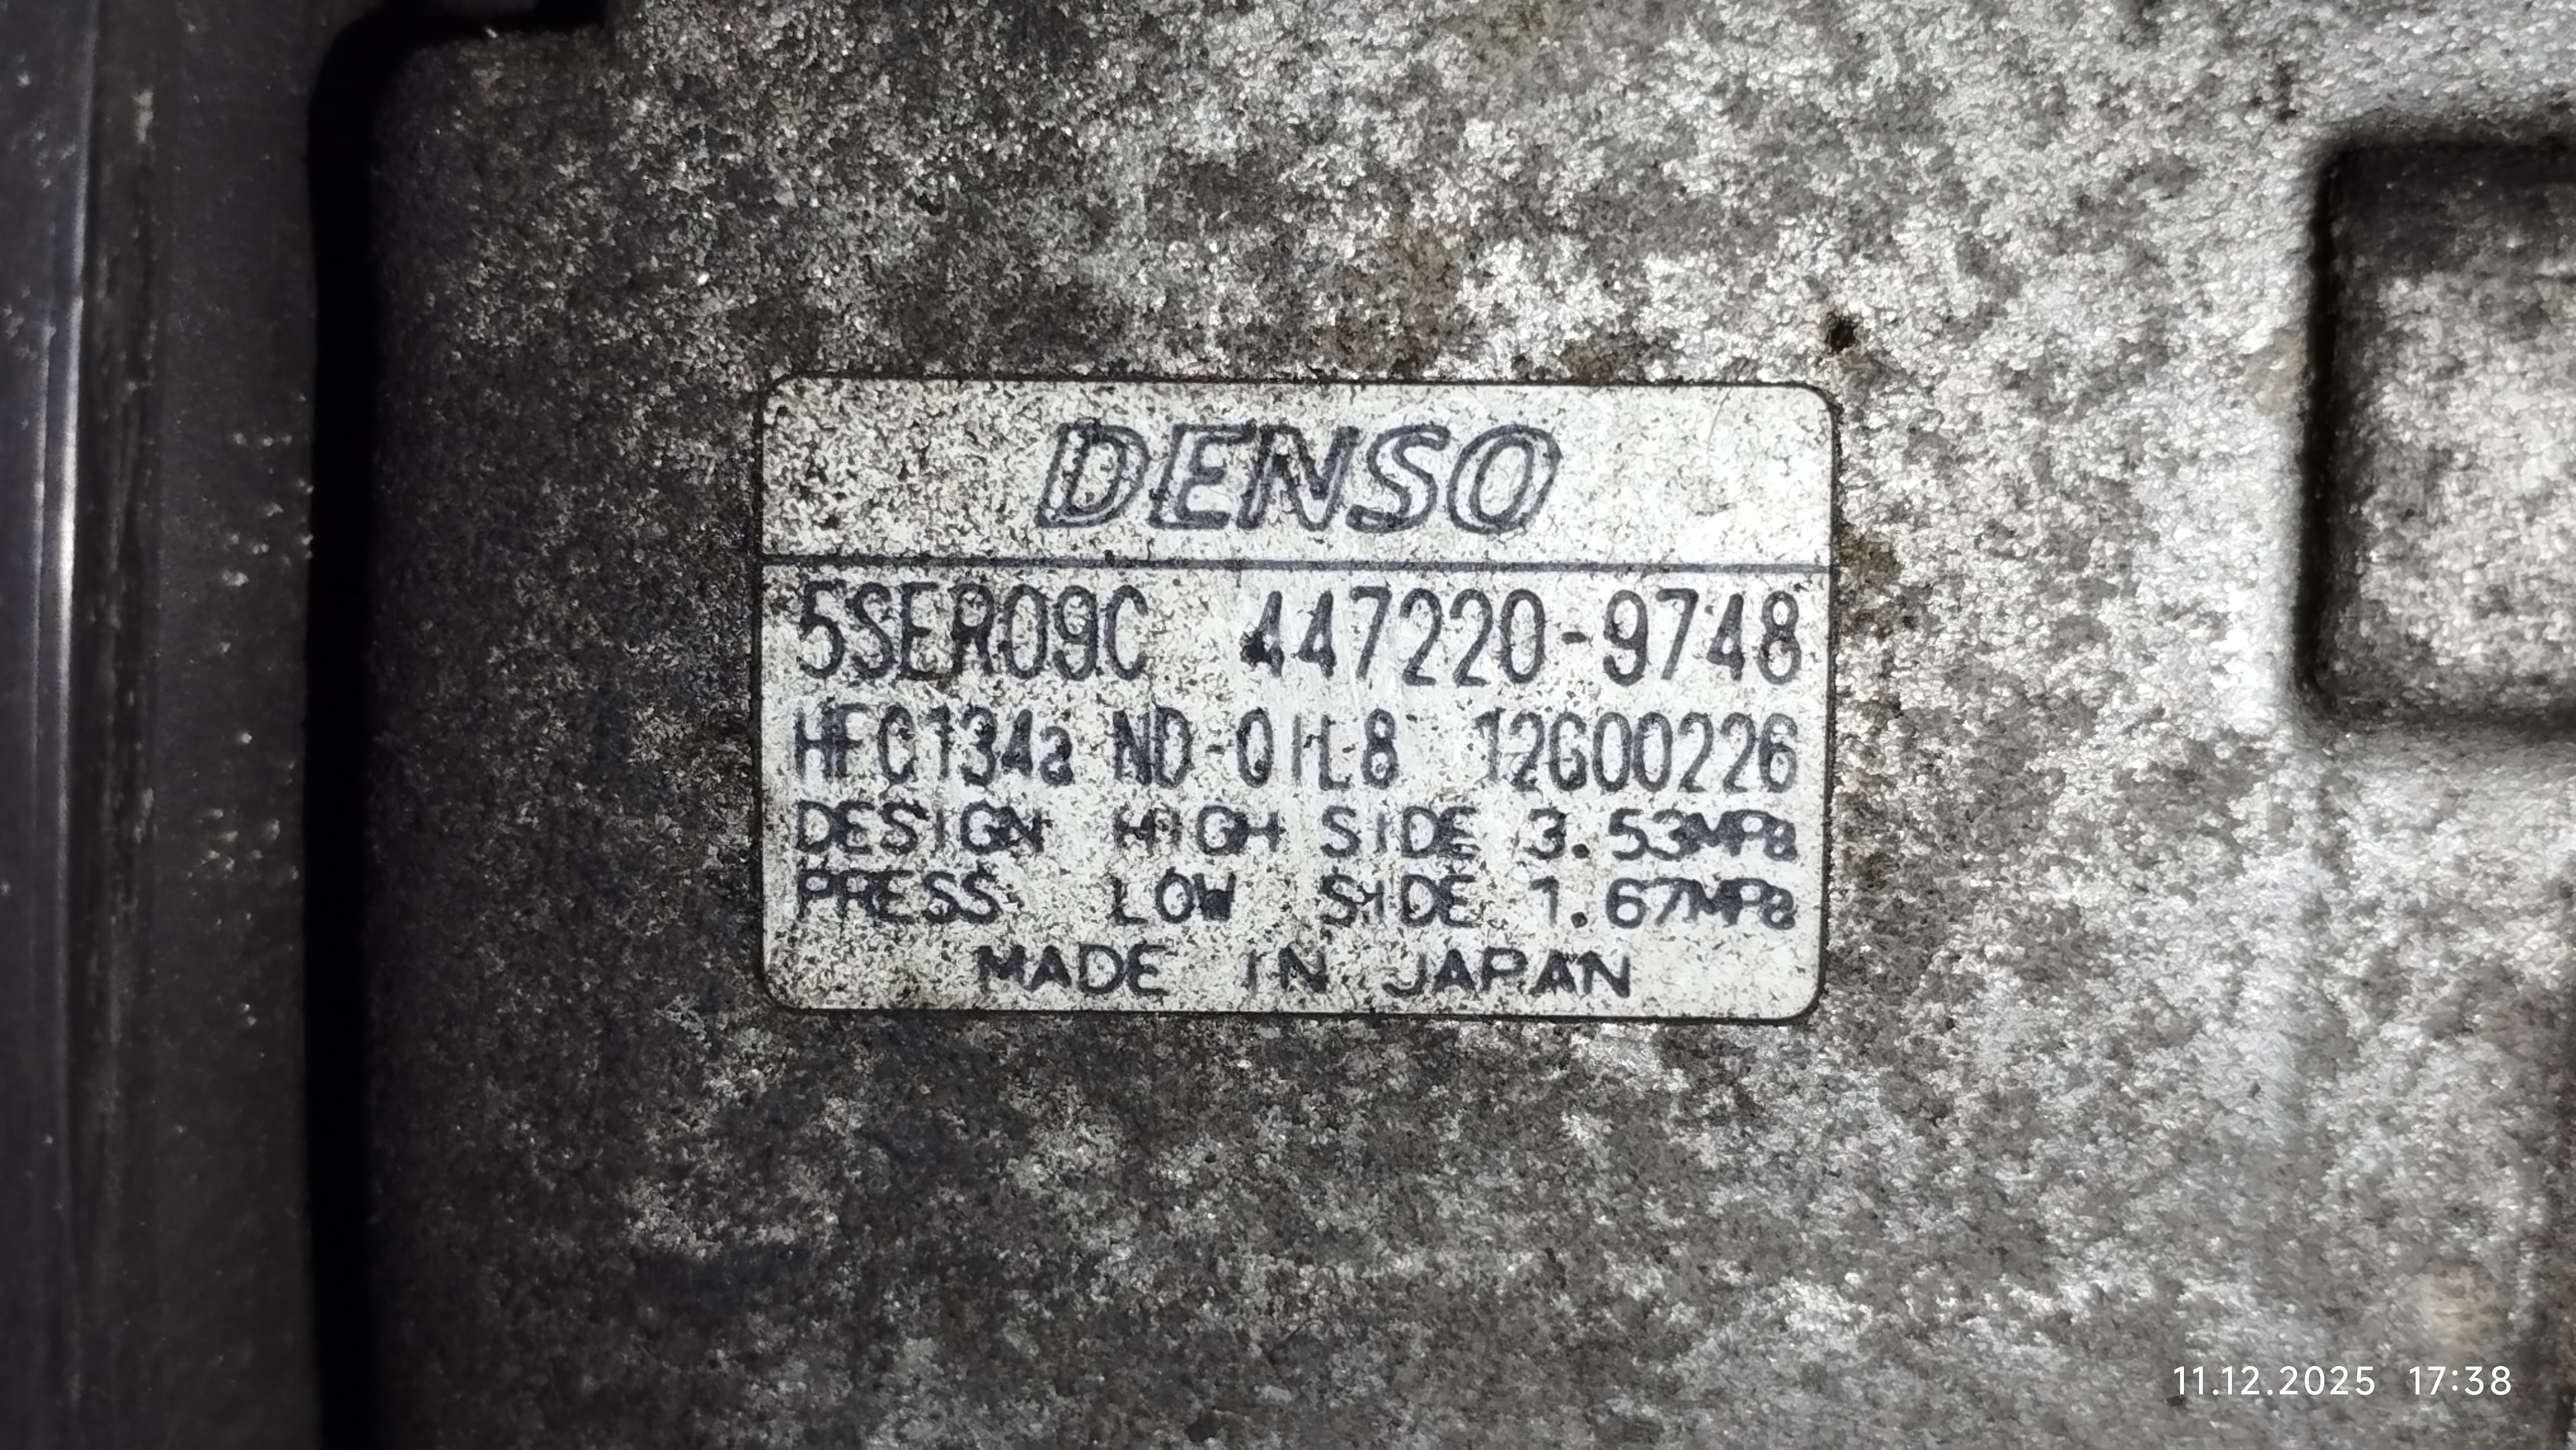 DENSO
5SER09C 447220-9748
HFC134a ND-OIL8 12G00226
DESIGN HIGH SIDE 3.53MPa
PRESS LOW SIDE 1.67MPa
MADE IN JAPAN
11.12.2025 17:38